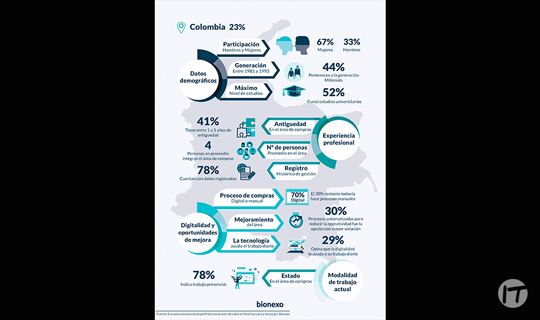 Colombia 23%
Participación
Hombres y Mujeres
67%
Mujeres
33%
Hombres
Datos
demográficos
Generación
Entre 1981 y 1993
44%
Pertenecen a la generación
Millenials
Máximo
Nivel de estudios
52%
Cursó estudios universitarios
41%
Tiene entre 1 y 5 años de
antigüedad
Antiguedad
En el área de compras
4
Personas en promedio
integran el área de compras
N° de personas
Promedio en el área
Experiencia
profesional
78%
Cuentan con datos registrados
Registro
Histórico de gestión
Proceso de compras
Digital o manual
70%
Digital
El 30% restante todavía
hace procesos manuales
Digitalidad y
oportunidades
de mejora
Mejoramiento
del área
30%
Procesos automatizados para
reducir la operatividad fue la
opción con mayor votación
La tecnología
ayuda el trabajo diario
29%
Opina que la digitalidad
le ayuda a su trabajo diario
78%
Indica trabajo presencial
Estado
En el área de compras
Modalidad
de trabajo
actual
bionexo
IT